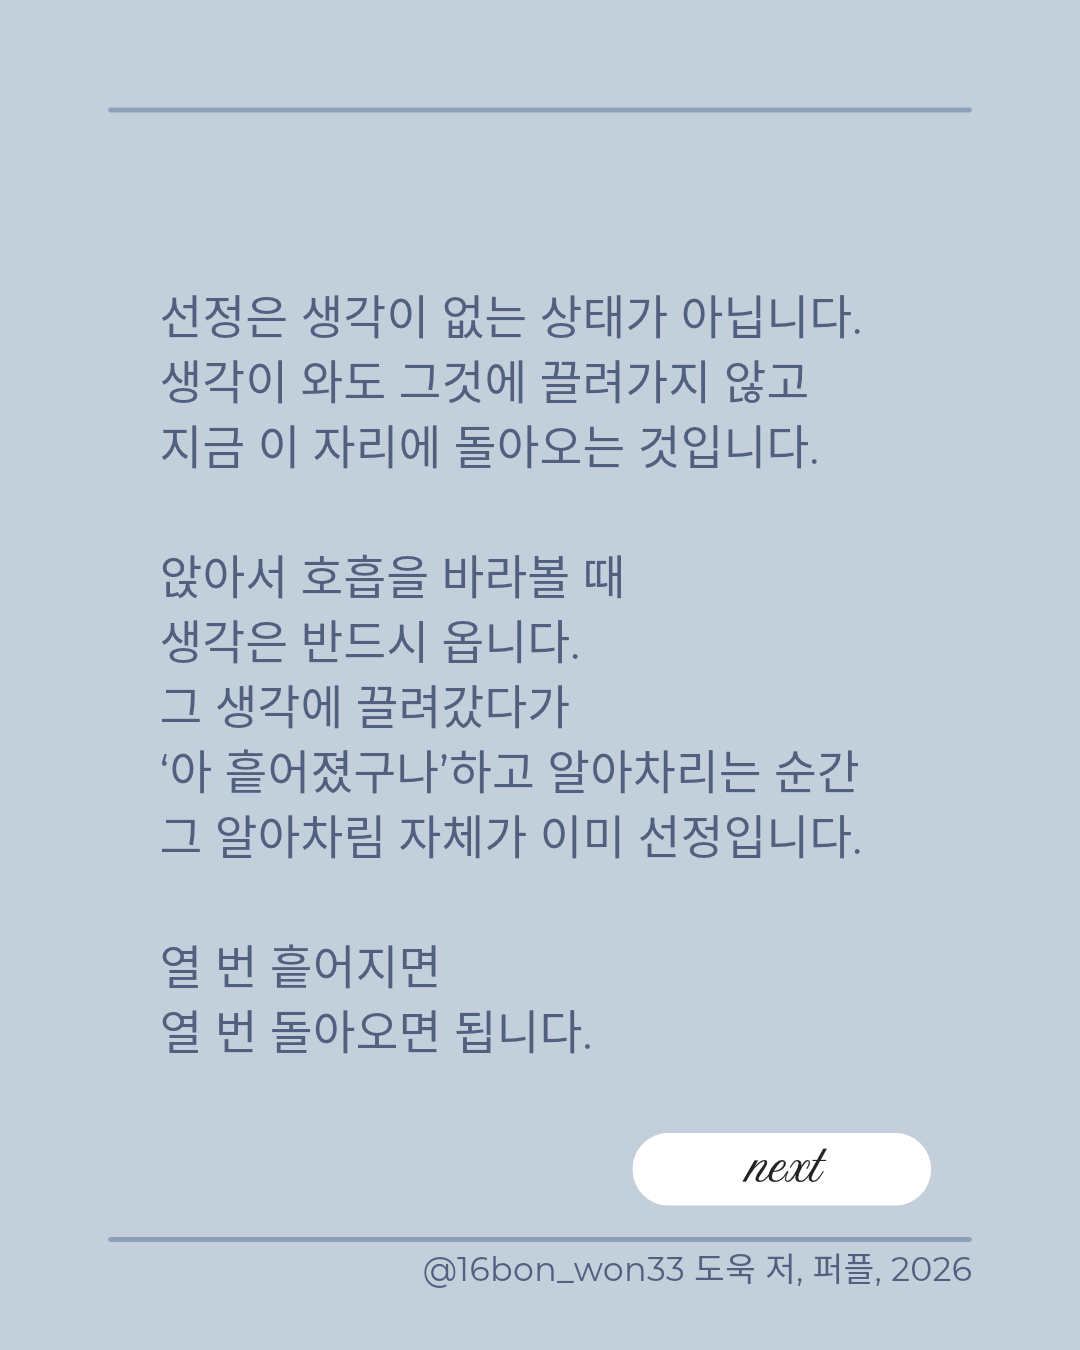 선정은 생각이 없는 상태가 아닙니다.
생각이 와도 그것에 끌려가지 않고
지금 이 자리에 돌아오는 것입니다.
앉아서 호흡을 바라볼 때
생각은 반드시 옵니다.
그 생각에 끌려갔다가
‘아 흩어졌구나’하고 알아차리는 순간
그 알아차림 자체가 이미 선정입니다.
열 번 흩어지면
열 번 돌아오면 됩니다.
next
@16bon_won33 도욱 저, 퍼플, 2026